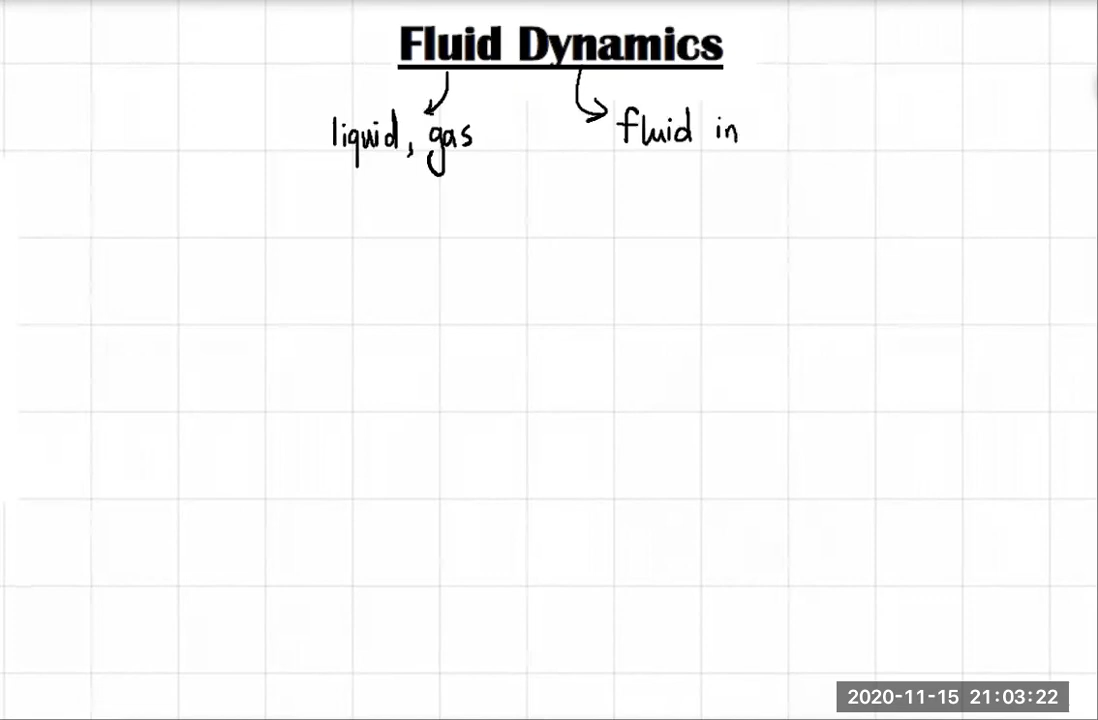 Fluid Dynamics
liquid, gas
fluid in
2020-11-15 21:03:22